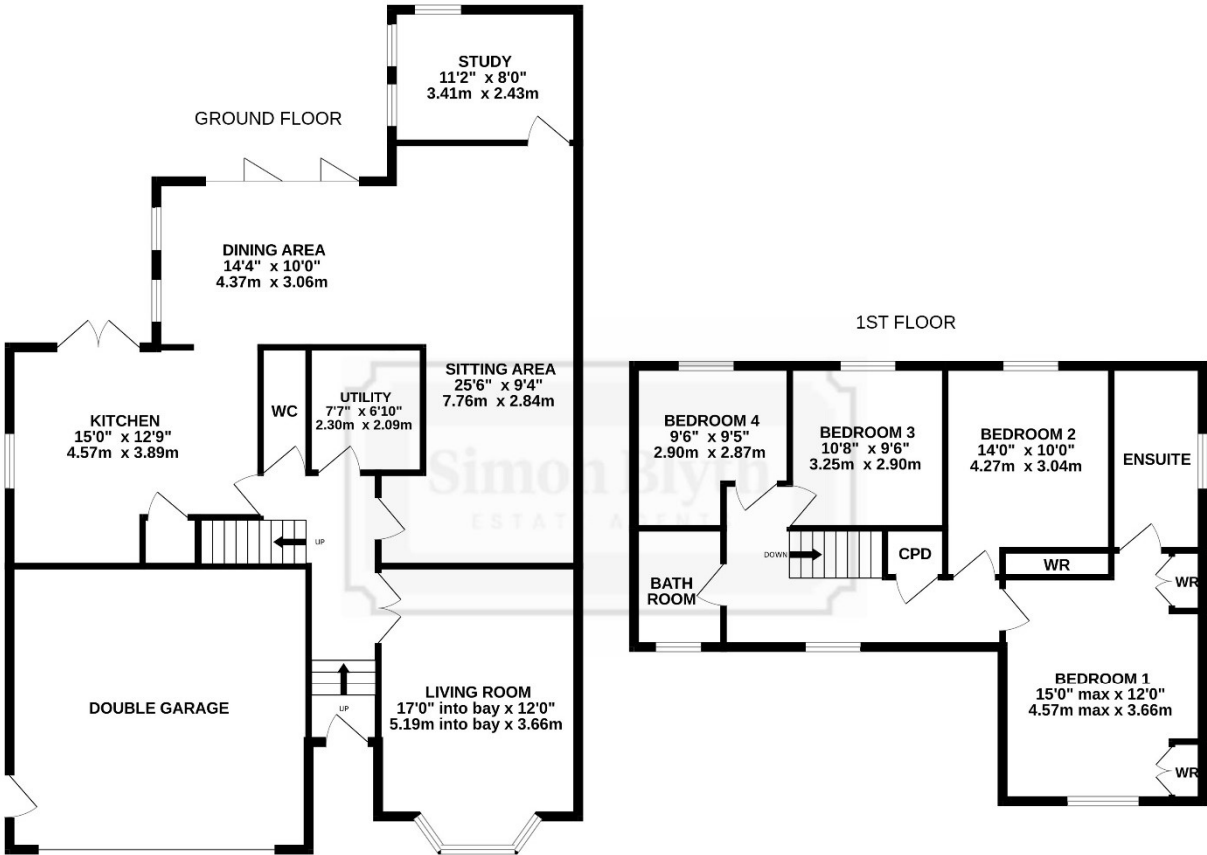 GROUND FLOOR
STUDY
11'2" x 8'0"
3.41m x 2.43m
DINING AREA
14'4" x 10'0"
4.37m x 3.06m
SITTING AREA
25'6" x 9'4"
7.76m x 2.84m
KITCHEN
15'0" x 12'9"
4.57m x 3.89m
WC
UTILITY
7'7" x 6'10"
2.30m x 2.09m
UP
DOUBLE GARAGE
UP
LIVING ROOM
17'0" into bay x 12'0"
5.19m into bay x 3.66m
Simon Blyth
ESTATE AGENTS
1ST FLOOR
BEDROOM 4
9'6" x 9'5"
2.90m x 2.87m
BEDROOM 3
10'8" x 9'6"
3.25m x 2.90m
BEDROOM 2
14'0" x 10'0"
4.27m x 3.04m
ENSUITE
DOWN
CPD
WR
WR
BATH
ROOM
BEDROOM 1
15'0" max x 12'0"
4.57m max x 3.66m
WR